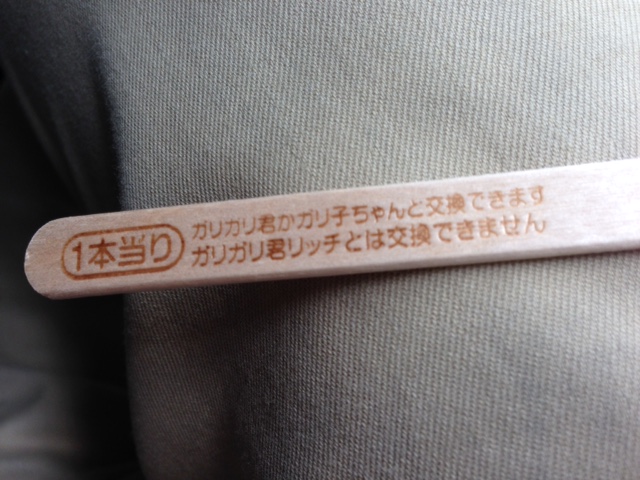 1本当り
ガリガリ君かガリ子ちゃんと交換できます
ガリガリ君リッチとは交換できません